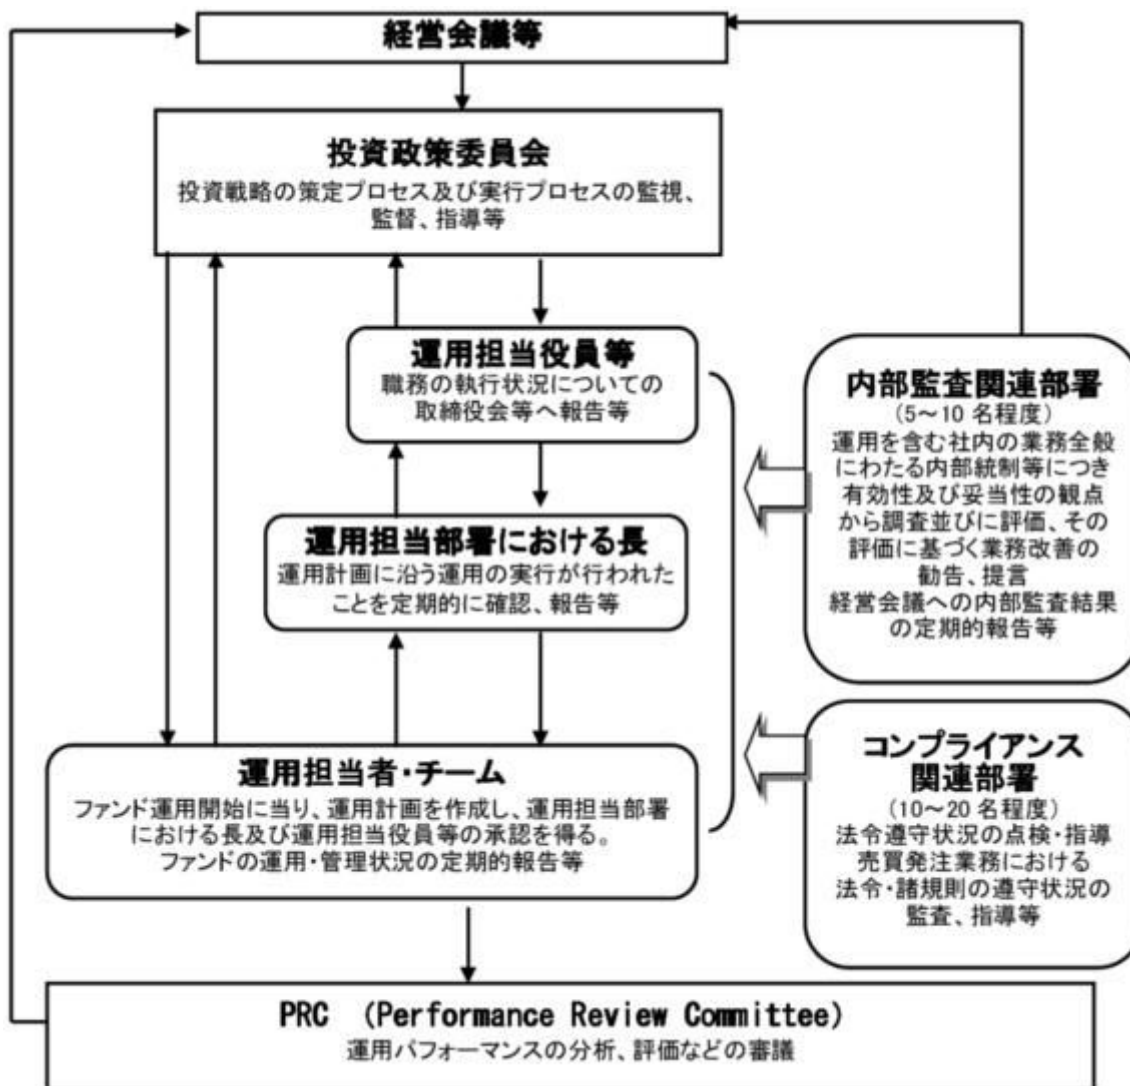 経営会議等
投資政策委員会
投資戦略の策定プロセス及び実行プロセスの監視、
監督、指導等
運用担当役員等
職務の執行状況についての
取締役会等へ報告等
運用担当部署における長
運用計画に沿う運用の実行が行われた
ことを定期的に確認、報告等
運用担当者・チーム
ファンド運用開始に当り、運用計画を作成し、運用担当部署
における長及び運用担当役員等の承認を得る。
ファンドの運用・管理状況の定期的報告等
内部監査関連部署
(5～10 名程度)
運用を含む社内の業務全般
にわたる内部統制等につき
有効性及び妥当性の観点
から調査並びに評価、その
評価に基づく業務改善の
勧告、提言
経営会議への内部監査結果
の定期的報告等
コンプライアンス
関連部署
(10～20 名程度)
法令遵守状況の点検・指導
売買発注業務における
法令・諸規則の遵守状況の
監査、指導等
PRC (Performance Review Committee)
運用パフォーマンスの分析、評価などの審議